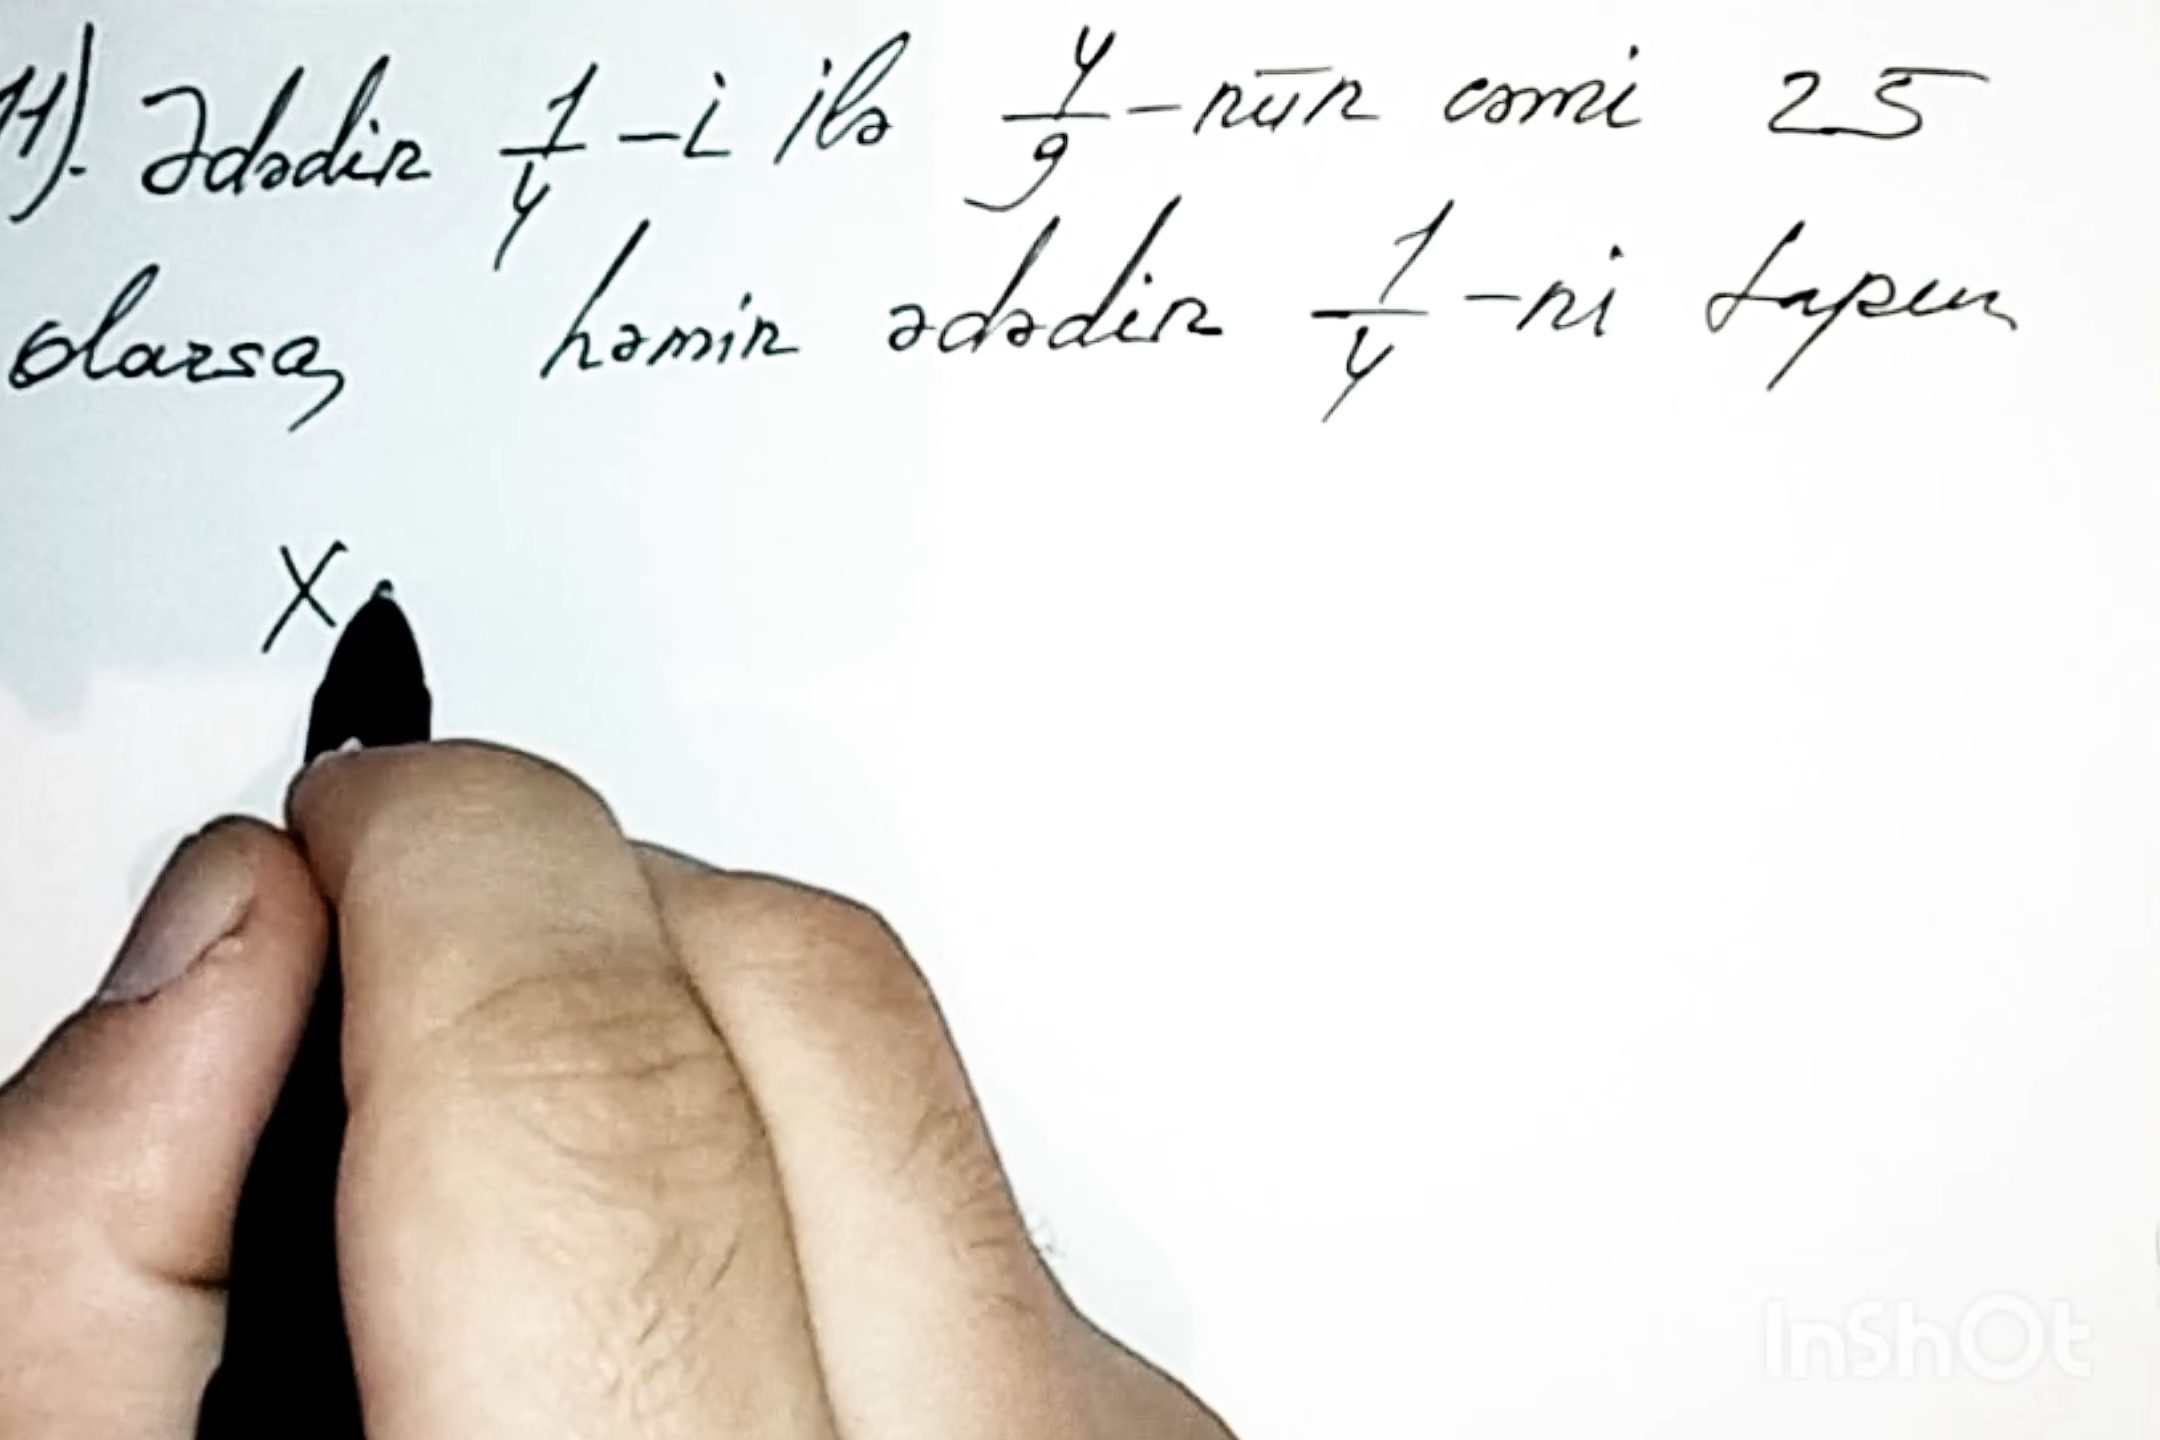 11). Ədədin 1/4 -i ilə 4/9 -nün cəmi 25
olarsa, həmin ədədin 1/4 -ni tapın
X
InShOt